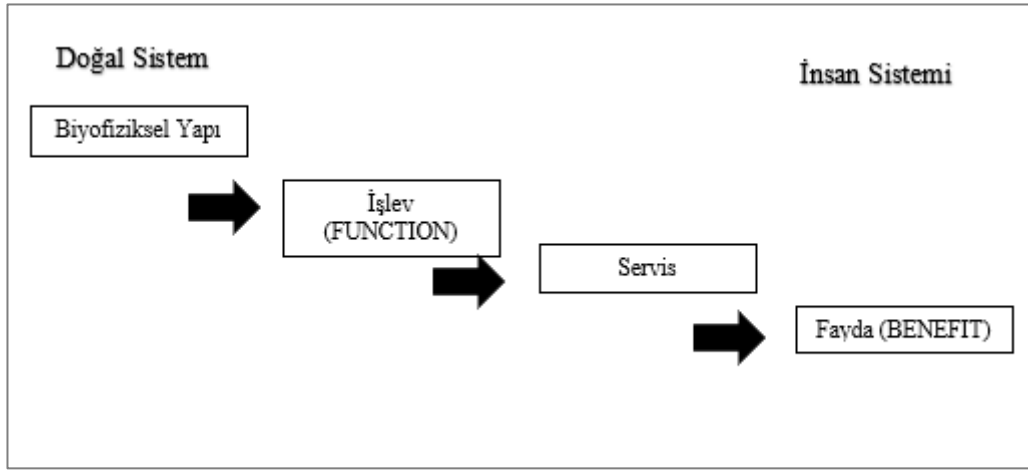 Doğal Sistem
İnsan Sistemi
Biyofiziksel Yapı
İşlev
(FUNCTION)
Servis
Fayda (BENEFIT)